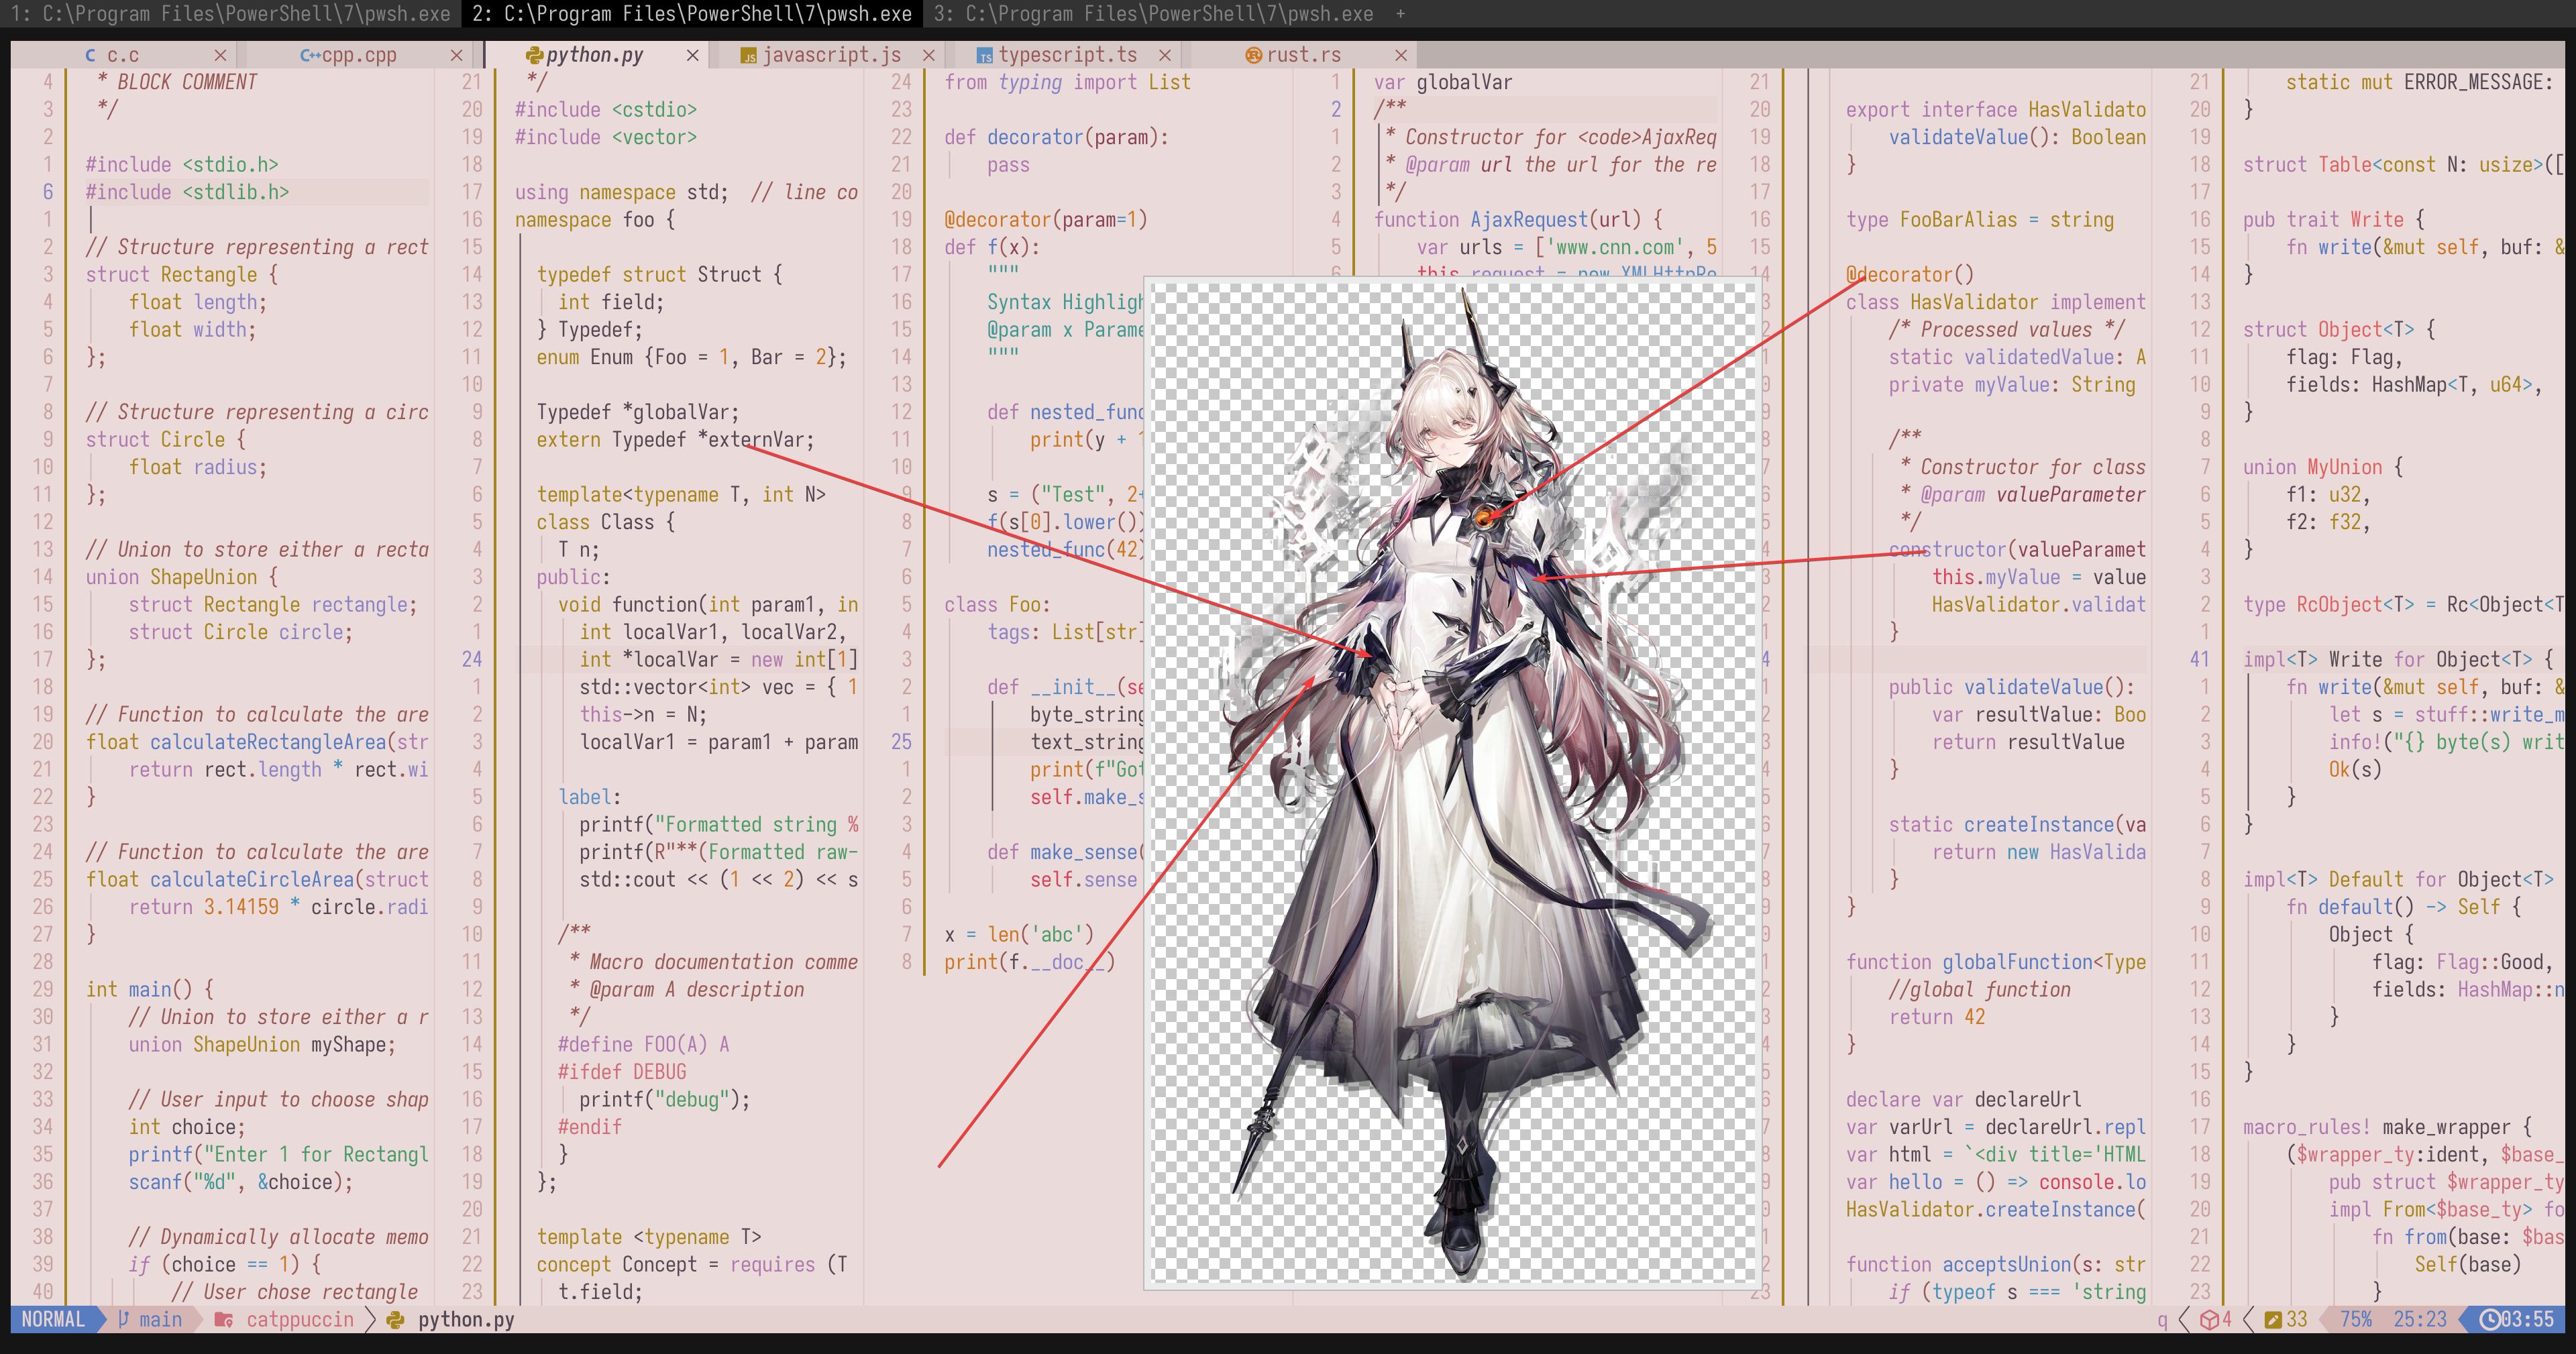 1: C:\Program Files\PowerShell\7\pwsh.exe 2: C:\Program Files\PowerShell\7\pwsh.exe 3: C:\Program Files\PowerShell\7\pwsh.exe +
C c.c × C++ cpp.cpp × python.py × JS javascript.js × TS typescript.ts × rust.rs ×
4 * BLOCK COMMENT
3 */
2
1 #include <stdio.h>
6 #include <stdlib.h>
1
2 // Structure representing a rect
3 struct Rectangle {
4 float length;
5 float width;
6 };
7
8 // Structure representing a circ
9 struct Circle {
10 float radius;
11 };
12
13 // Union to store either a recta
14 union ShapeUnion {
15 struct Rectangle rectangle;
16 struct Circle circle;
17 };
18
19 // Function to calculate the are
20 float calculateRectangleArea(str
21 return rect.length * rect.wi
22 }
23
24 // Function to calculate the are
25 float calculateCircleArea(struct
26 return 3.14159 * circle.radi
27 }
28
29 int main() {
30 // Union to store either a r
31 union ShapeUnion myShape;
32
33 // User input to choose shap
34 int choice;
35 printf("Enter 1 for Rectangl
36 scanf("%d", &choice);
37
38 // Dynamically allocate memo
39 if (choice == 1) {
40 // User chose rectangle
21 */
20 #include <cstdio>
19 #include <vector>
18
17 using namespace std; // line co
16 namespace foo {
15
14 typedef struct Struct {
13 int field;
12 } Typedef;
11 enum Enum {Foo = 1, Bar = 2};
10
9 Typedef *globalVar;
8 extern Typedef *externVar;
7
6 template<typename T, int N>
5 class Class {
4 T n;
3 public:
2 void function(int param1, in
1 int localVar1, localVar2,
24 int *localVar = new int[1]
1 std::vector<int> vec = { 1
2 this->n = N;
3 localVar1 = param1 + param
4
5 label:
6 printf("Formatted string %
7 printf(R"**(Formatted raw-
8 std::cout << (1 << 2) << s
9
10 /**
11 * Macro documentation comme
12 * @param A description
13 */
14 #define FOO(A) A
15 #ifdef DEBUG
16 printf("debug");
17 #endif
18 }
19 };
20
21 template <typename T>
22 concept Concept = requires (T
23 t.field;
24 from typing import List
23
22 def decorator(param):
21 pass
20
19 @decorator(param=1)
18 def f(x):
17 """
16 Syntax Highligh
15 @param x Parame
14 """
13
12 def nested_func
11 print(y + 1
10
9 s = ("Test", 2+
8 f(s[0].lower())
7 nested_func(42)
6
5 class Foo:
4 tags: List[str]
3
2 def __init__(se
1 byte_string
25 text_string
1 print(f"Got
2 self.make_s
3
4 def make_sense(
5 self.sense
6
7 x = len('abc')
8 print(f.__doc__)
1 var globalVar
2 /**
1 * Constructor for <code>AjaxReq
2 * @param url the url for the re
3 */
4 function AjaxRequest(url) {
5 var urls = ['www.cnn.com', 5
6 this.request = new XMLHttpRe
21
20 export interface HasValidato
19 validateValue(): Boolean
18 }
17
16 type FooBarAlias = string
15
14 @decorator()
3 class HasValidator implement
2 /* Processed values */
1 static validatedValue: A
0 private myValue: String
9
8 /**
7 * Constructor for class
6 * @param valueParameter
5 */
4 constructor(valueParamet
3 this.myValue = value
2 HasValidator.validat
1 }
4
1 public validateValue():
2 var resultValue: Boo
3 return resultValue
4 }
5
6 static createInstance(va
7 return new HasValida
8 }
9 }
0
1 function globalFunction<Type
2 //global function
3 return 42
4 }
5
6 declare var declareUrl
7 var varUrl = declareUrl.repl
8 var html = `<div title='HTML
9 var hello = () => console.lo
0 HasValidator.createInstance(
1
2 function acceptsUnion(s: str
23 if (typeof s === 'string
21 static mut ERROR_MESSAGE:
20 }
19
18 struct Table<const N: usize>([
17
16 pub trait Write {
15 fn write(&mut self, buf: &
14 }
13
12 struct Object<T> {
11 flag: Flag,
10 fields: HashMap<T, u64>,
9 }
8
7 union MyUnion {
6 f1: u32,
5 f2: f32,
4 }
3
2 type RcObject<T> = Rc<Object<T
1
41 impl<T> Write for Object<T> {
1 fn write(&mut self, buf: &
2 let s = stuff::write_m
3 info!("{} byte(s) writ
4 Ok(s)
5 }
6 }
7
8 impl<T> Default for Object<T>
9 fn default() -> Self {
10 Object {
11 flag: Flag::Good,
12 fields: HashMap::n
13 }
14 }
15 }
16
17 macro_rules! make_wrapper {
18 ($wrapper_ty:ident, $base_
19 pub struct $wrapper_ty
20 impl From<$base_ty> fo
21 fn from(base: $bas
22 Self(base)
23 }
NORMAL main catppuccin python.py q 4 33 75% 25:23 03:55